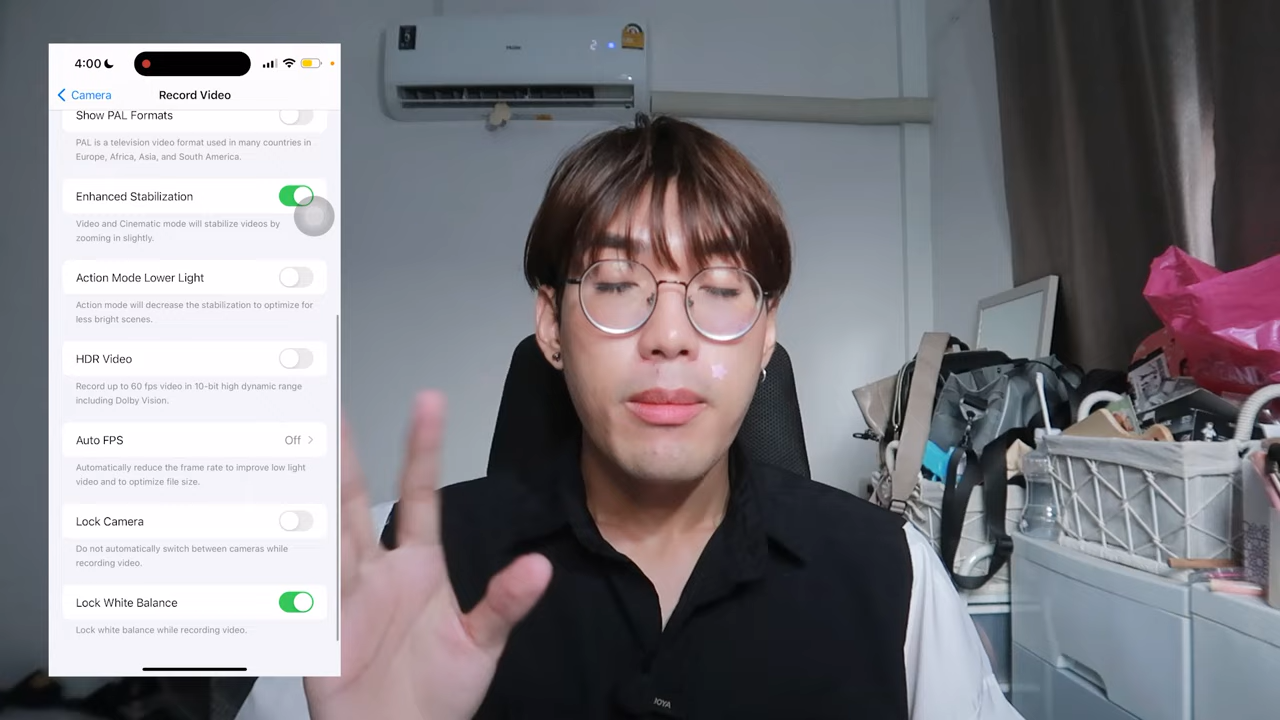 4:00
Camera
Record Video
Show PAL Formats
PAL is a television video format used in many countries in
Europe, Africa, Asia, and South America.
Enhanced Stabilization
Video and Cinematic mode will stabilize videos by
zooming in slightly.
Action Mode Lower Light
Action mode will decrease the stabilization to optimize for
less bright scenes.
HDR Video
Record up to 60 fps video in 10-bit high dynamic range
including Dolby Vision.
Auto FPS Off
Automatically reduce the frame rate to improve low light
video and to optimize file size.
Lock Camera
Do not automatically switch between cameras while
recording video.
Lock White Balance
Lock white balance while recording video.
Haier
JOYA